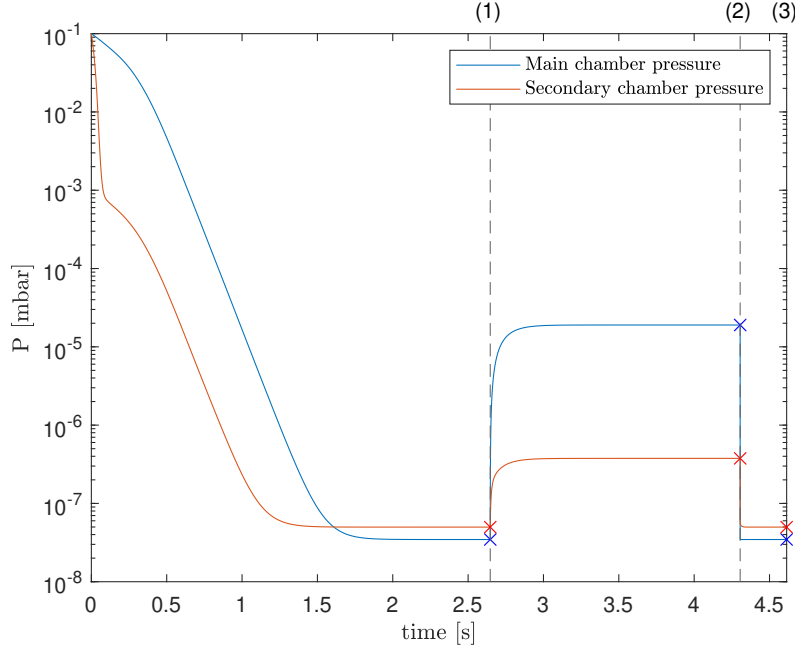 (1) (2) (3)
10^-1
10^-2
10^-3
10^-4
10^-5
10^-6
10^-7
10^-8
P [mbar]
Main chamber pressure
Secondary chamber pressure
0 0.5 1 1.5 2 2.5 3 3.5 4 4.5
time [s]